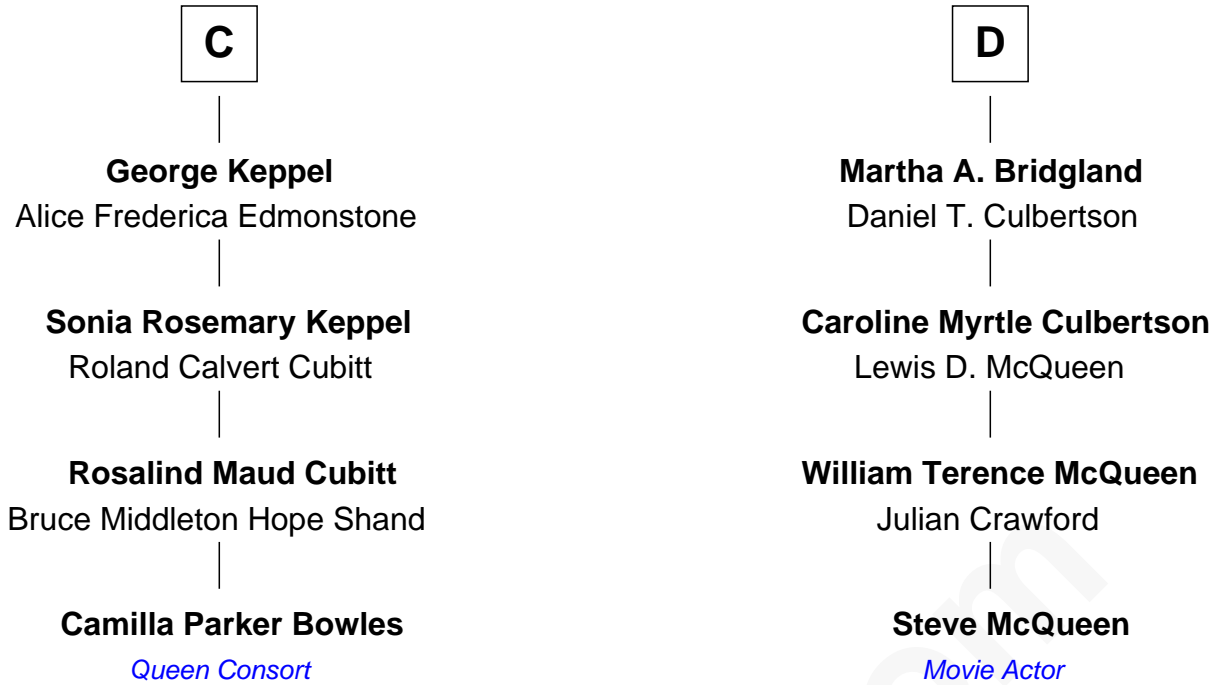 C
George Keppel
Alice Frederica Edmonstone
Sonia Rosemary Keppel
Roland Calvert Cubitt
Rosalind Maud Cubitt
Bruce Middleton Hope Shand
Camilla Parker Bowles
Queen Consort
D
Martha A. Bridgland
Daniel T. Culbertson
Caroline Myrtle Culbertson
Lewis D. McQueen
William Terence McQueen
Julian Crawford
Steve McQueen
Movie Actor
om